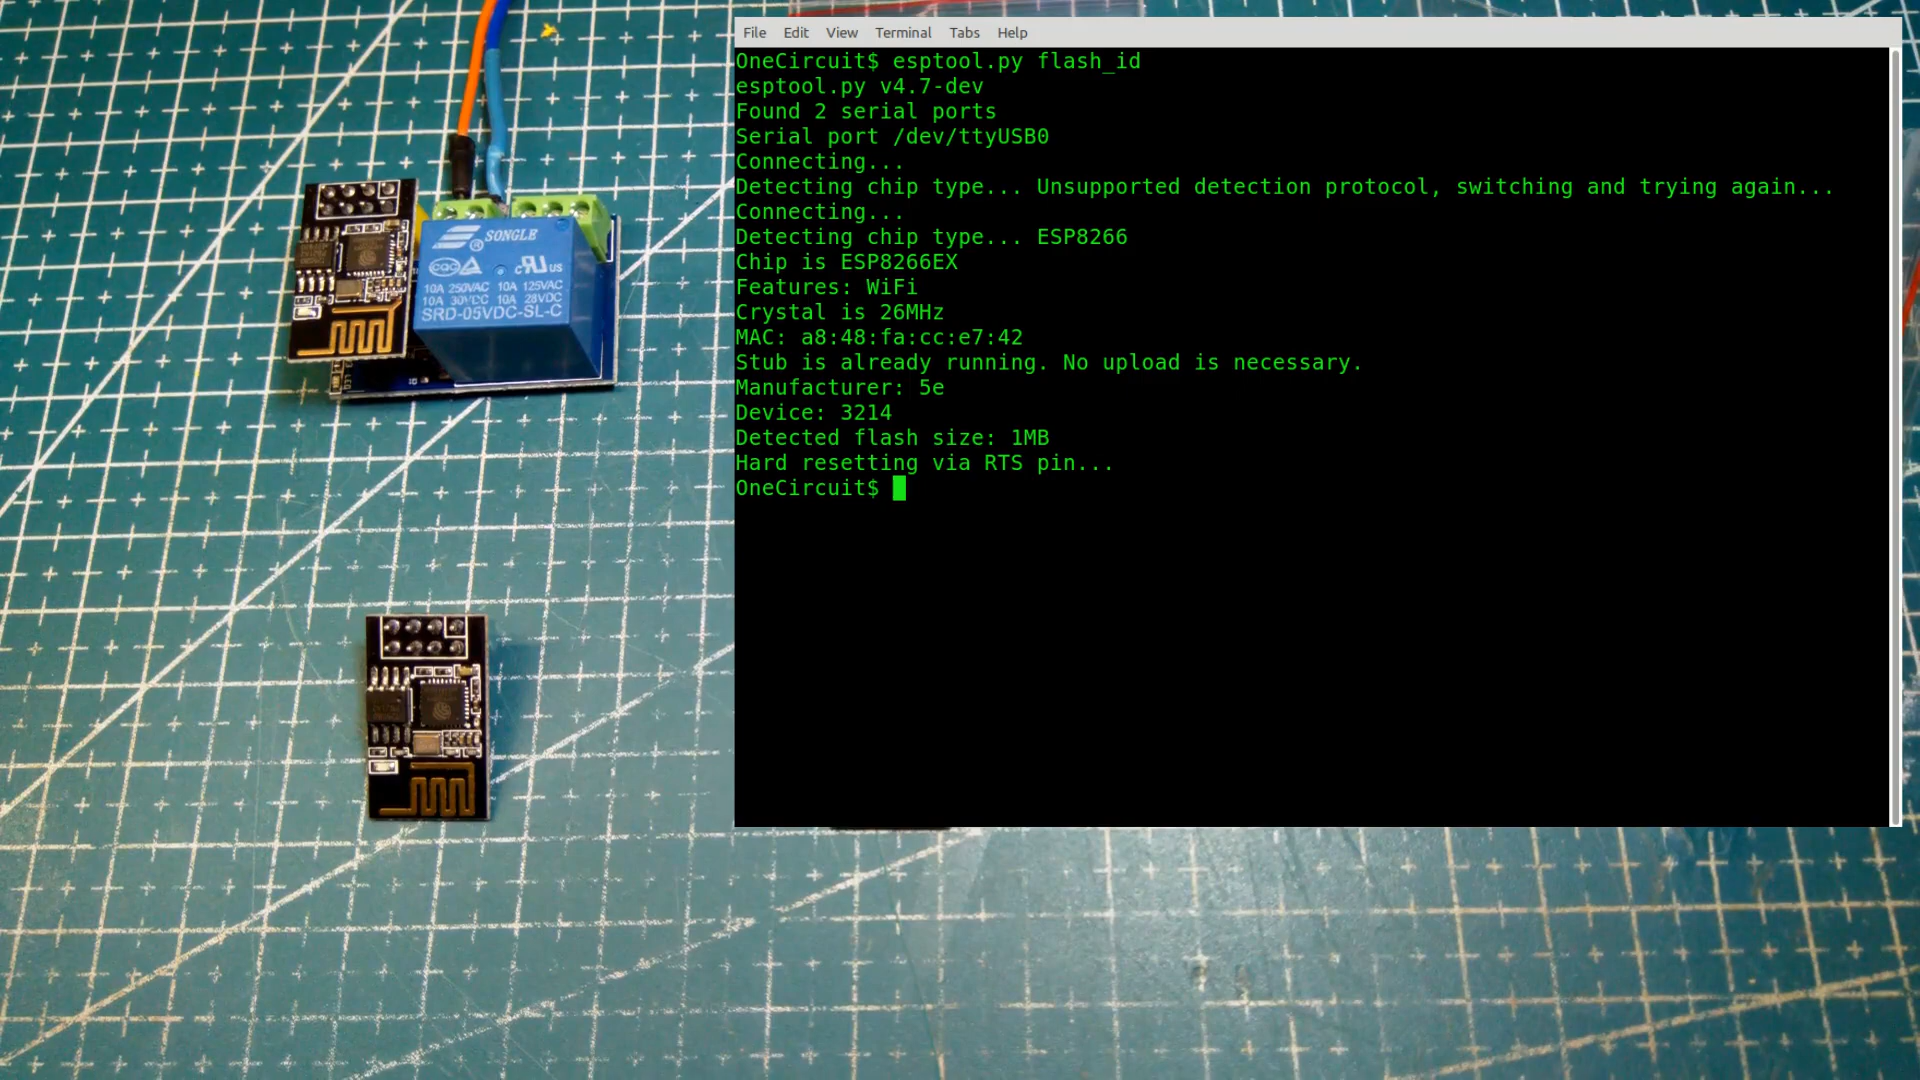 File Edit View Terminal Tabs Help
OneCircuit$ esptool.py flash_id
esptool.py v4.7-dev
Found 2 serial ports
Serial port /dev/ttyUSB0
Connecting...
Detecting chip type... Unsupported detection protocol, switching and trying again...
Connecting...
Detecting chip type... ESP8266
Chip is ESP8266EX
Features: WiFi
Crystal is 26MHz
MAC: a8:48:fa:cc:e7:42
Stub is already running. No upload is necessary.
Manufacturer: 5e
Device: 3214
Detected flash size: 1MB
Hard resetting via RTS pin...
OneCircuit$
SONGLE
®
CQC c RU US
10A 250VAC 10A 125VAC
10A 30VDC 10A 28VDC
SRD-05VDC-SL-C